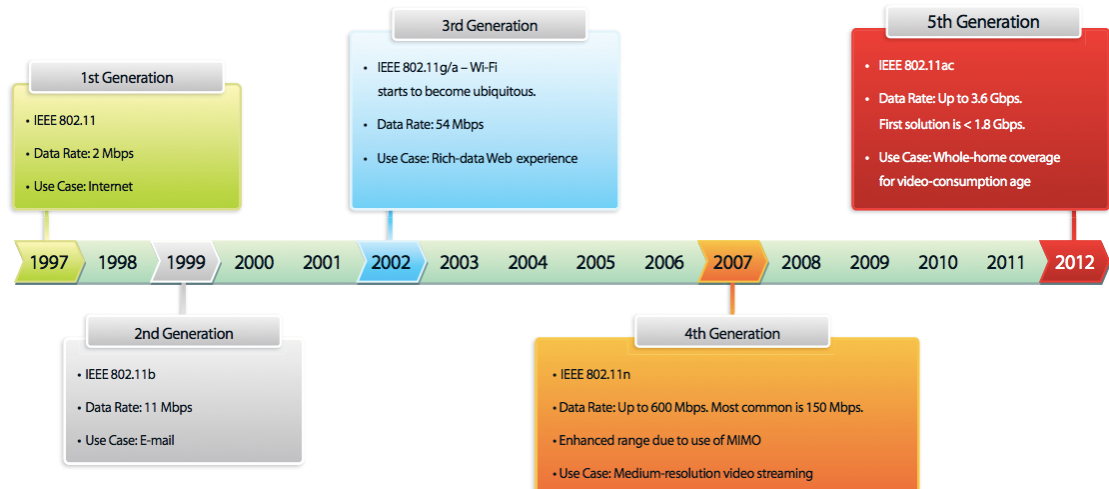 1st Generation
• IEEE 802.11
• Data Rate: 2 Mbps
• Use Case: Internet
3rd Generation
• IEEE 802.11g/a – Wi-Fi
starts to become ubiquitous.
• Data Rate: 54 Mbps
• Use Case: Rich-data Web experience
5th Generation
• IEEE 802.11ac
• Data Rate: Up to 3.6 Gbps.
First solution is < 1.8 Gbps.
• Use Case: Whole-home coverage
for video-consumption age
1997 1998 1999 2000 2001 2002 2003 2004 2005 2006 2007 2008 2009 2010 2011 2012
2nd Generation
• IEEE 802.11b
• Data Rate: 11 Mbps
• Use Case: E-mail
4th Generation
• IEEE 802.11n
• Data Rate: Up to 600 Mbps. Most common is 150 Mbps.
• Enhanced range due to use of MIMO
• Use Case: Medium-resolution video streaming